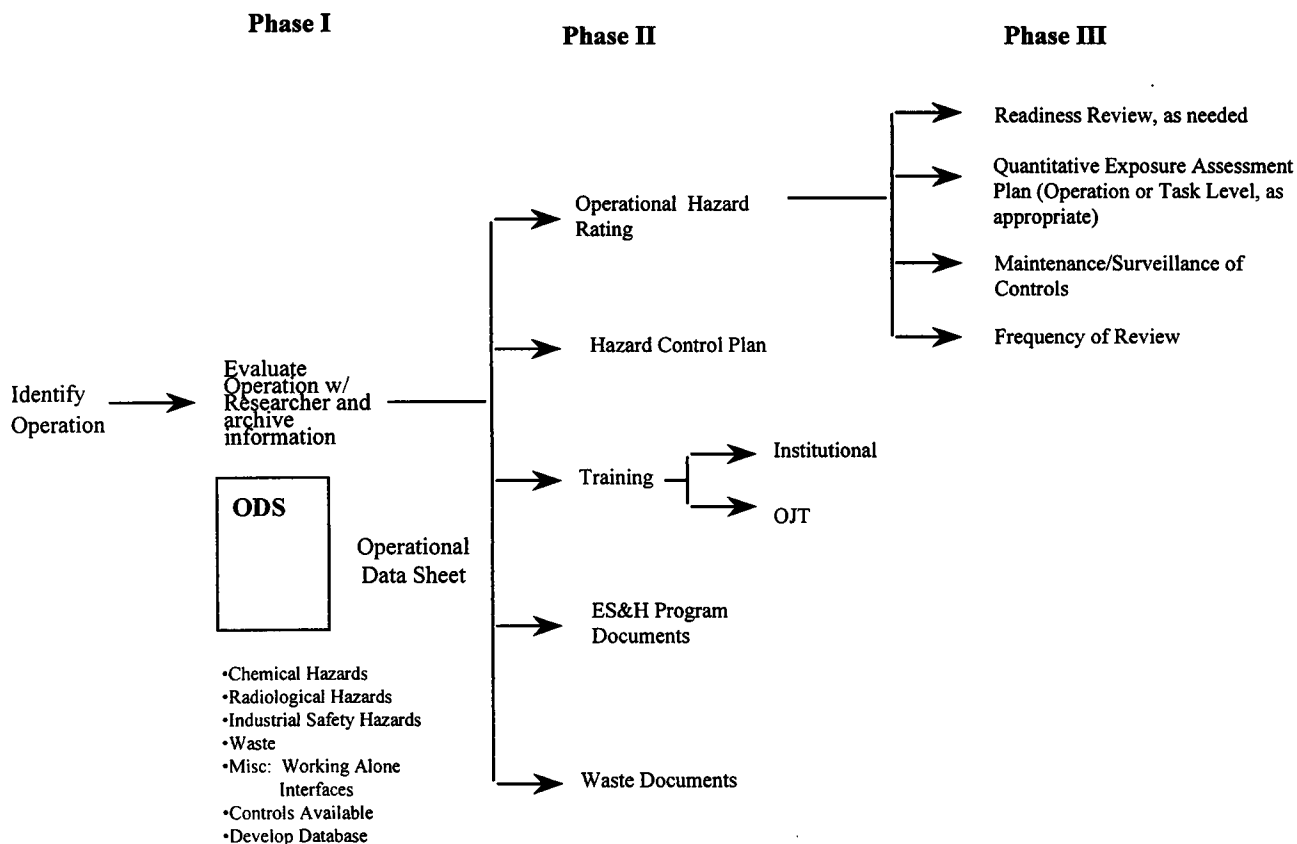 Phase I
Phase II
Phase III
Identify
Operation
Evaluate
Operation w/
Researcher and
archive
information
ODS
Operational
Data Sheet
•Chemical Hazards
•Radiological Hazards
•Industrial Safety Hazards
•Waste
•Misc: Working Alone
Interfaces
•Controls Available
•Develop Database
Operational Hazard
Rating
Hazard Control Plan
Training
Institutional
OJT
ES&H Program
Documents
Waste Documents
Readiness Review, as needed
Quantitative Exposure Assessment
Plan (Operation or Task Level, as
appropriate)
Maintenance/Surveillance of
Controls
Frequency of Review